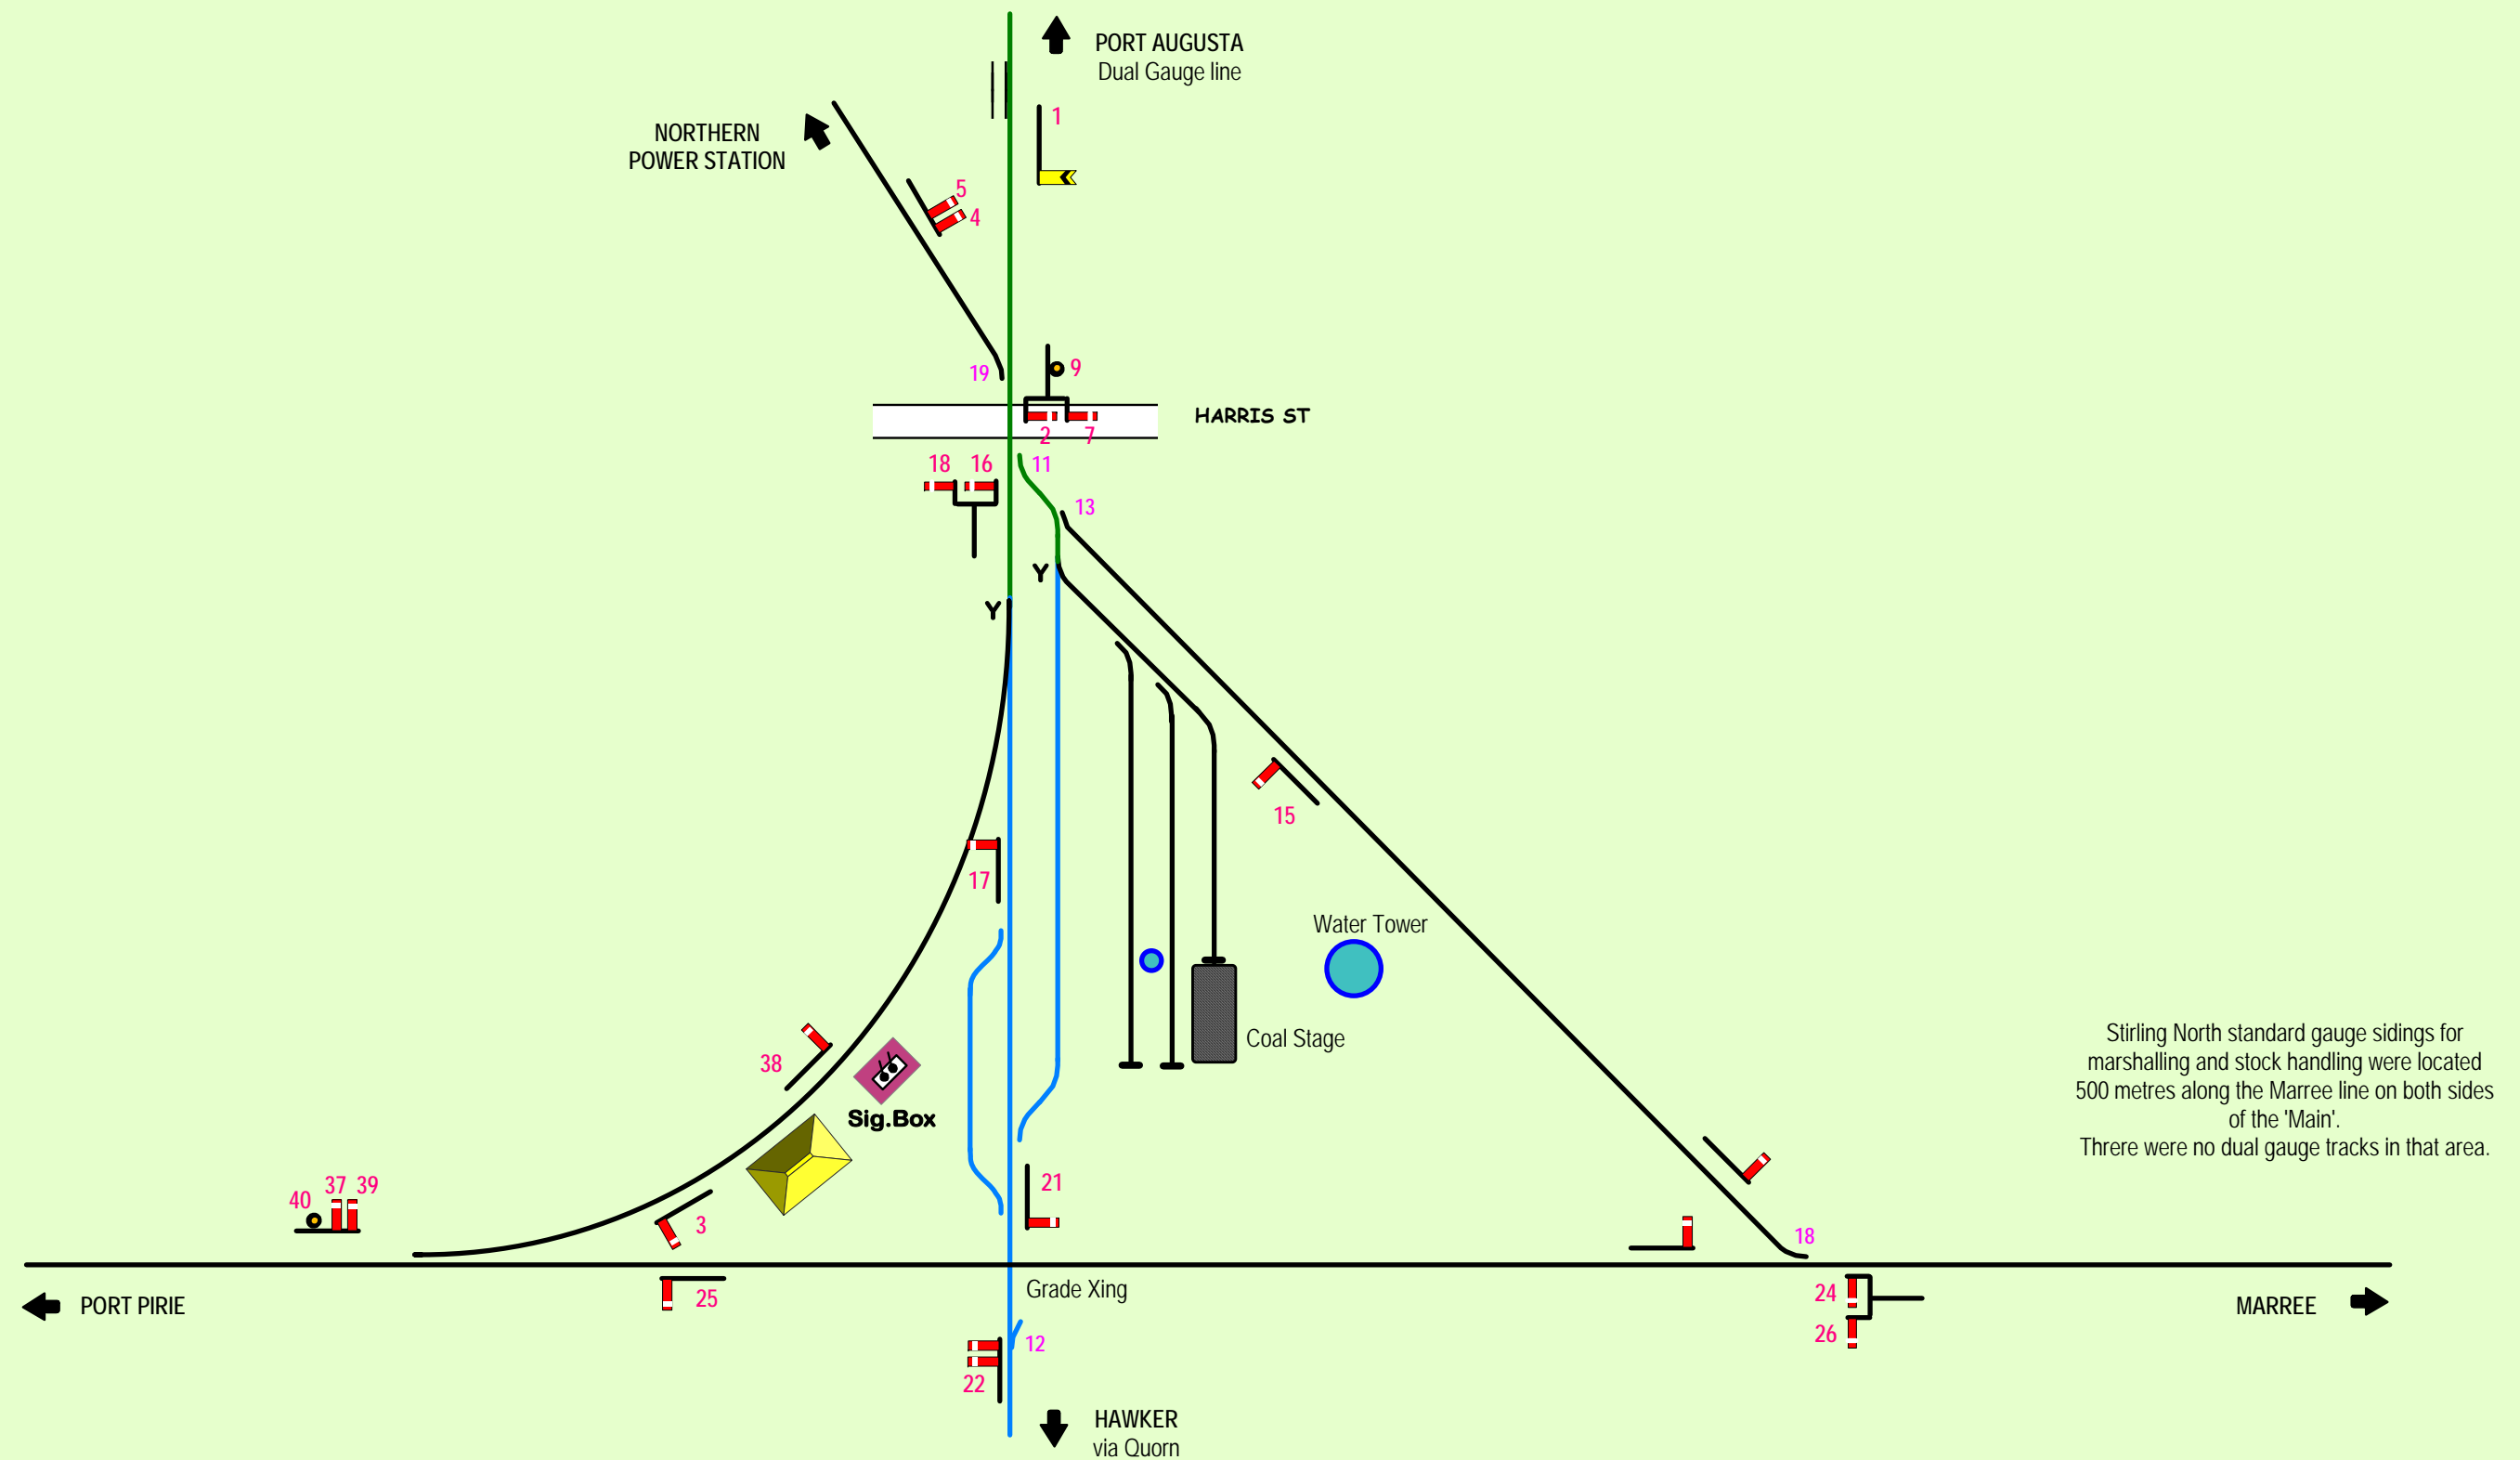 PORT AUGUSTA
Dual Gauge line
1
NORTHERN
POWER STATION
5
4
19
9
HARRIS ST
2
7
18
16
11
13
Y
Y
15
17
Water Tower
38
Coal Stage
Sig.Box
Stirling North standard gauge sidings for
marshalling and stock handling were located
500 metres along the Marree line on both sides
of the 'Main'.
Threre were no dual gauge tracks in that area.
40
37
39
3
21
18
Grade Xing
PORT PIRIE
25
24
MARREE
26
12
22
HAWKER
via Quorn